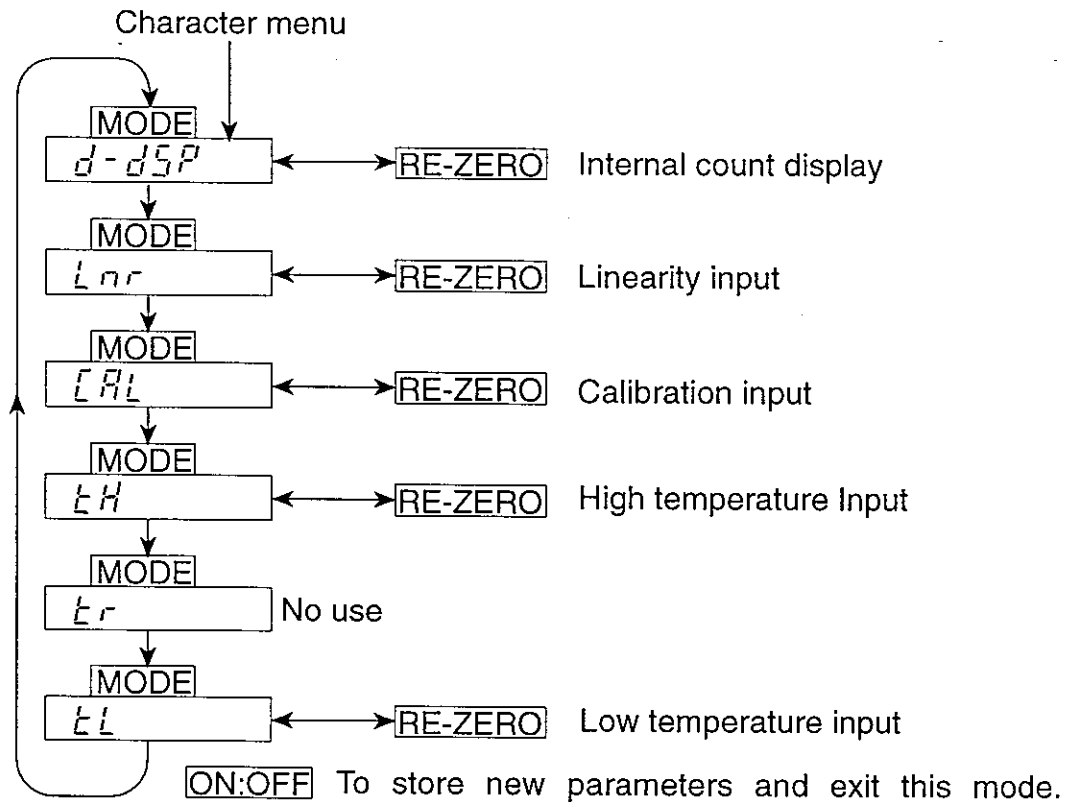 Character menu
MODE
d-dSP RE-ZERO Internal count display
MODE
Lnr RE-ZERO Linearity input
MODE
CAL RE-ZERO Calibration input
MODE
tH RE-ZERO High temperature Input
MODE
tr No use
MODE
tL RE-ZERO Low temperature input
ON:OFF To store new parameters and exit this mode.